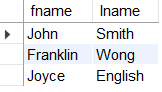 fname lname
John Smith
Franklin Wong
Joyce English